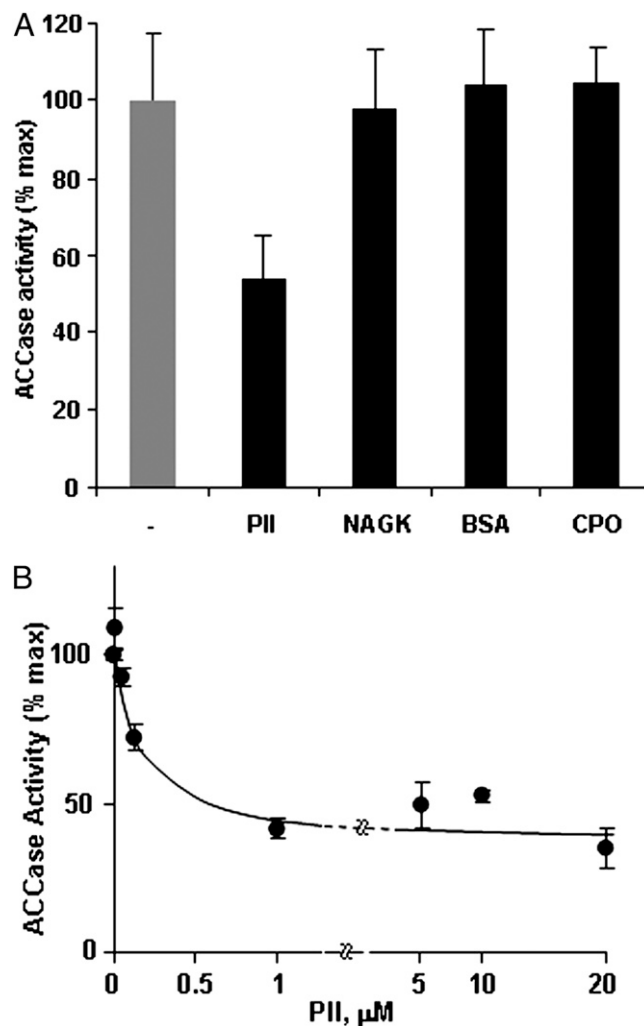 A
ACCase activity (% max)
120
100
80
60
40
20
0
- PII NAGK BSA CPO
B
ACCase Activity (% max)
100
50
0
0 0.5 1 5 10 20
PII, μM